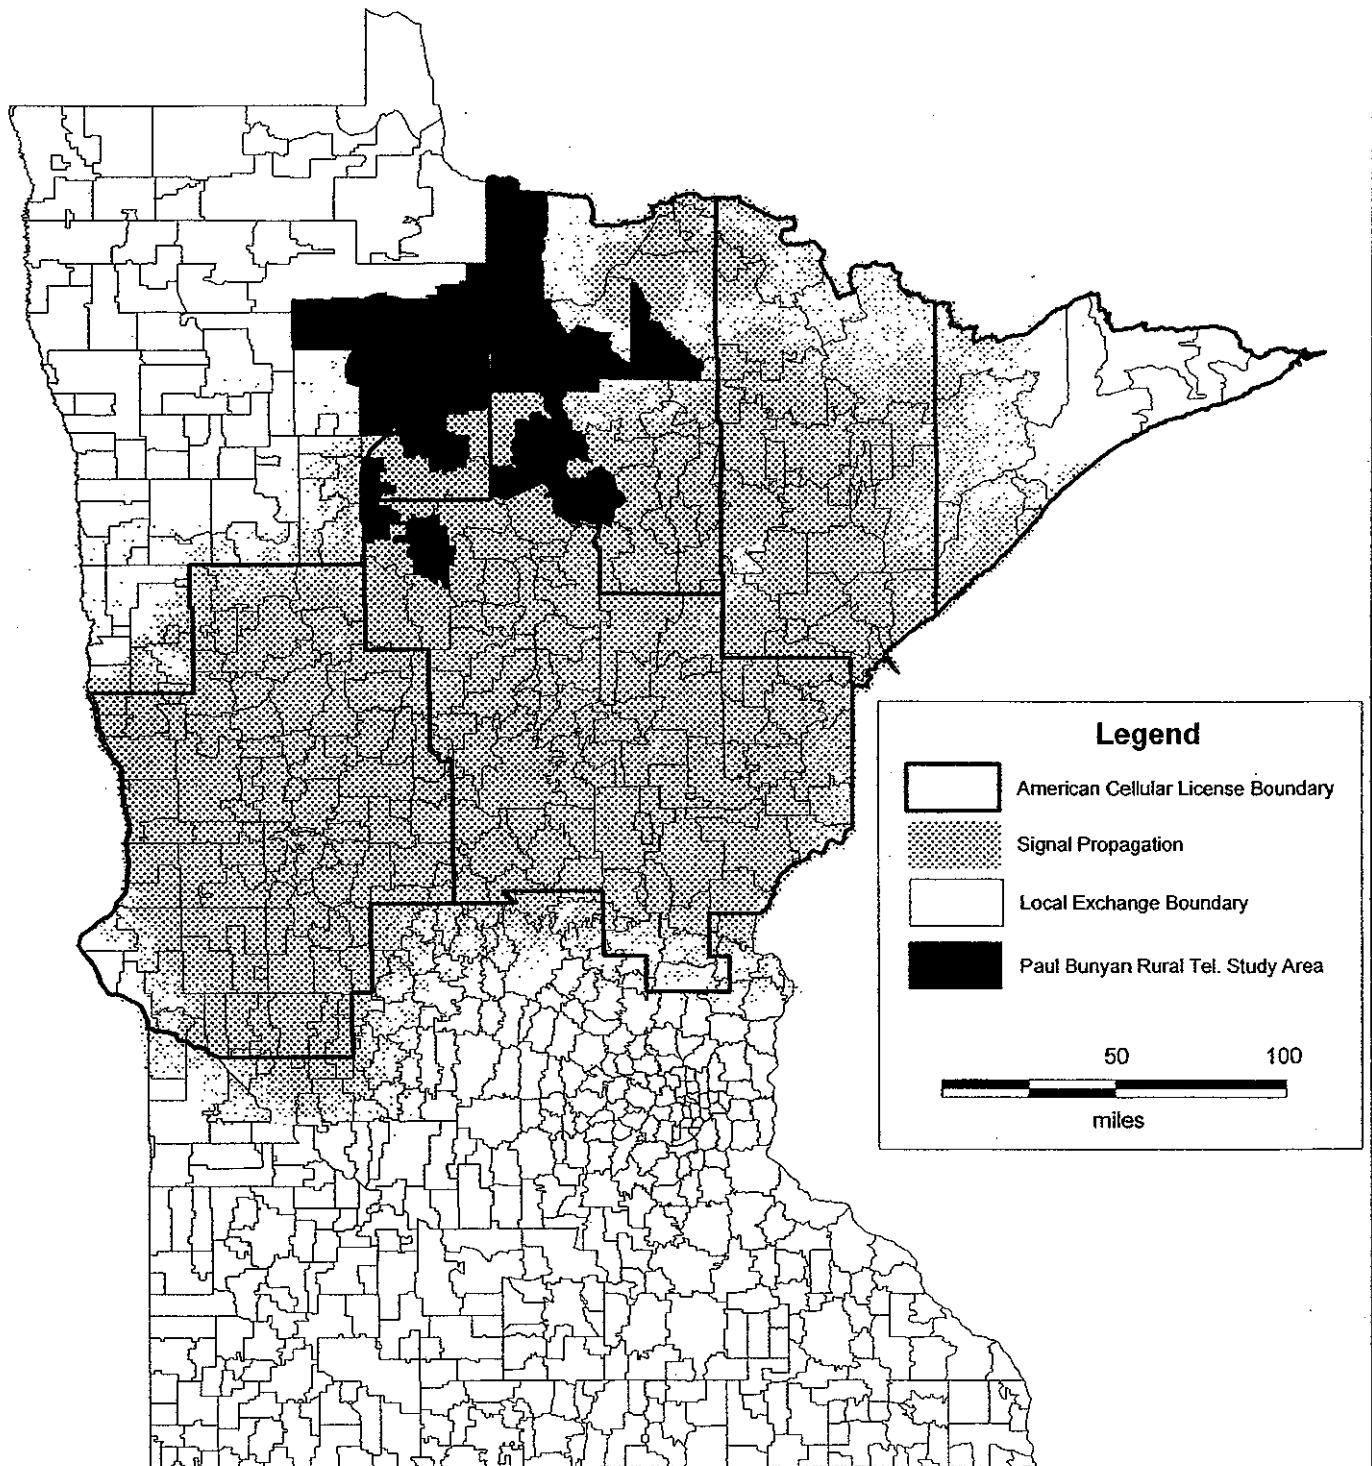 Legend
American Cellular License Boundary
Signal Propagation
Local Exchange Boundary
Paul Bunyan Rural Tel. Study Area
50 100
miles